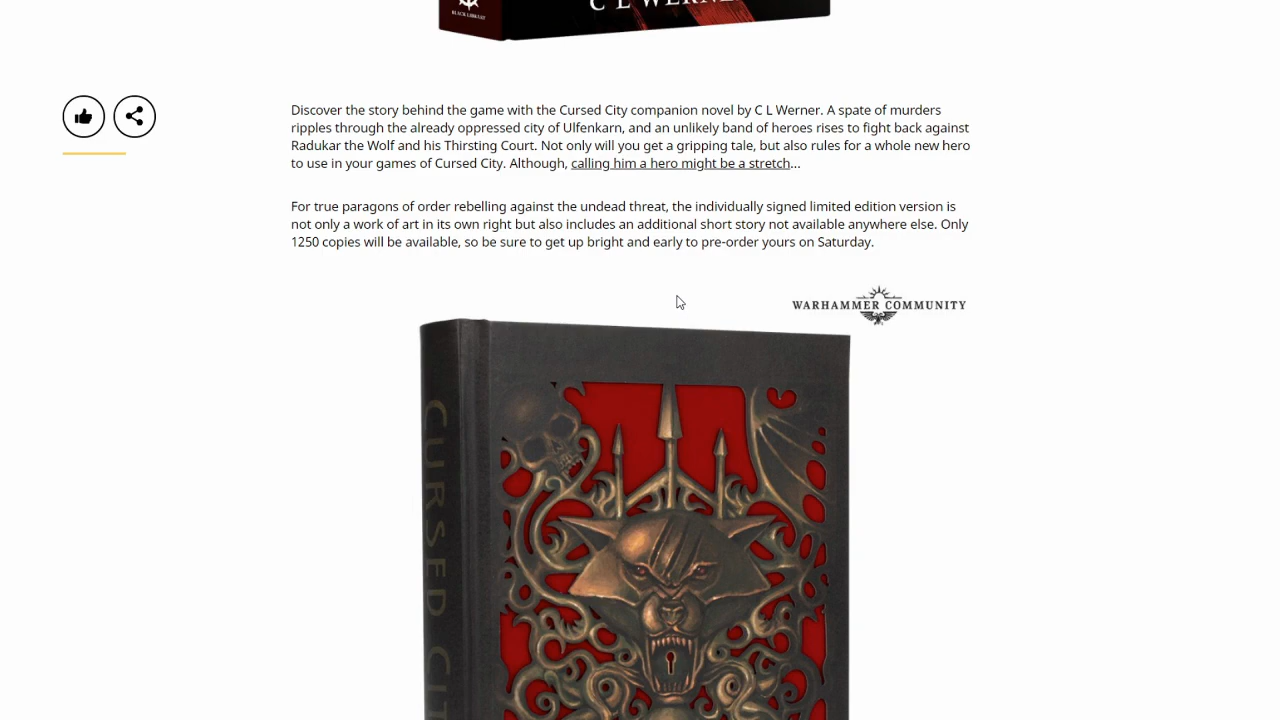 C L WERNER
BLACK LIBRARY
Discover the story behind the game with the Cursed City companion novel by C L Werner. A spate of murders
ripples through the already oppressed city of Ulfenkarn, and an unlikely band of heroes rises to fight back against
Radukar the Wolf and his Thirsting Court. Not only will you get a gripping tale, but also rules for a whole new hero
to use in your games of Cursed City. Although, calling him a hero might be a stretch...
For true paragons of order rebelling against the undead threat, the individually signed limited edition version is
not only a work of art in its own right but also includes an additional short story not available anywhere else. Only
1250 copies will be available, so be sure to get up bright and early to pre-order yours on Saturday.
WARHAMMER COMMUNITY
CURSED CIT